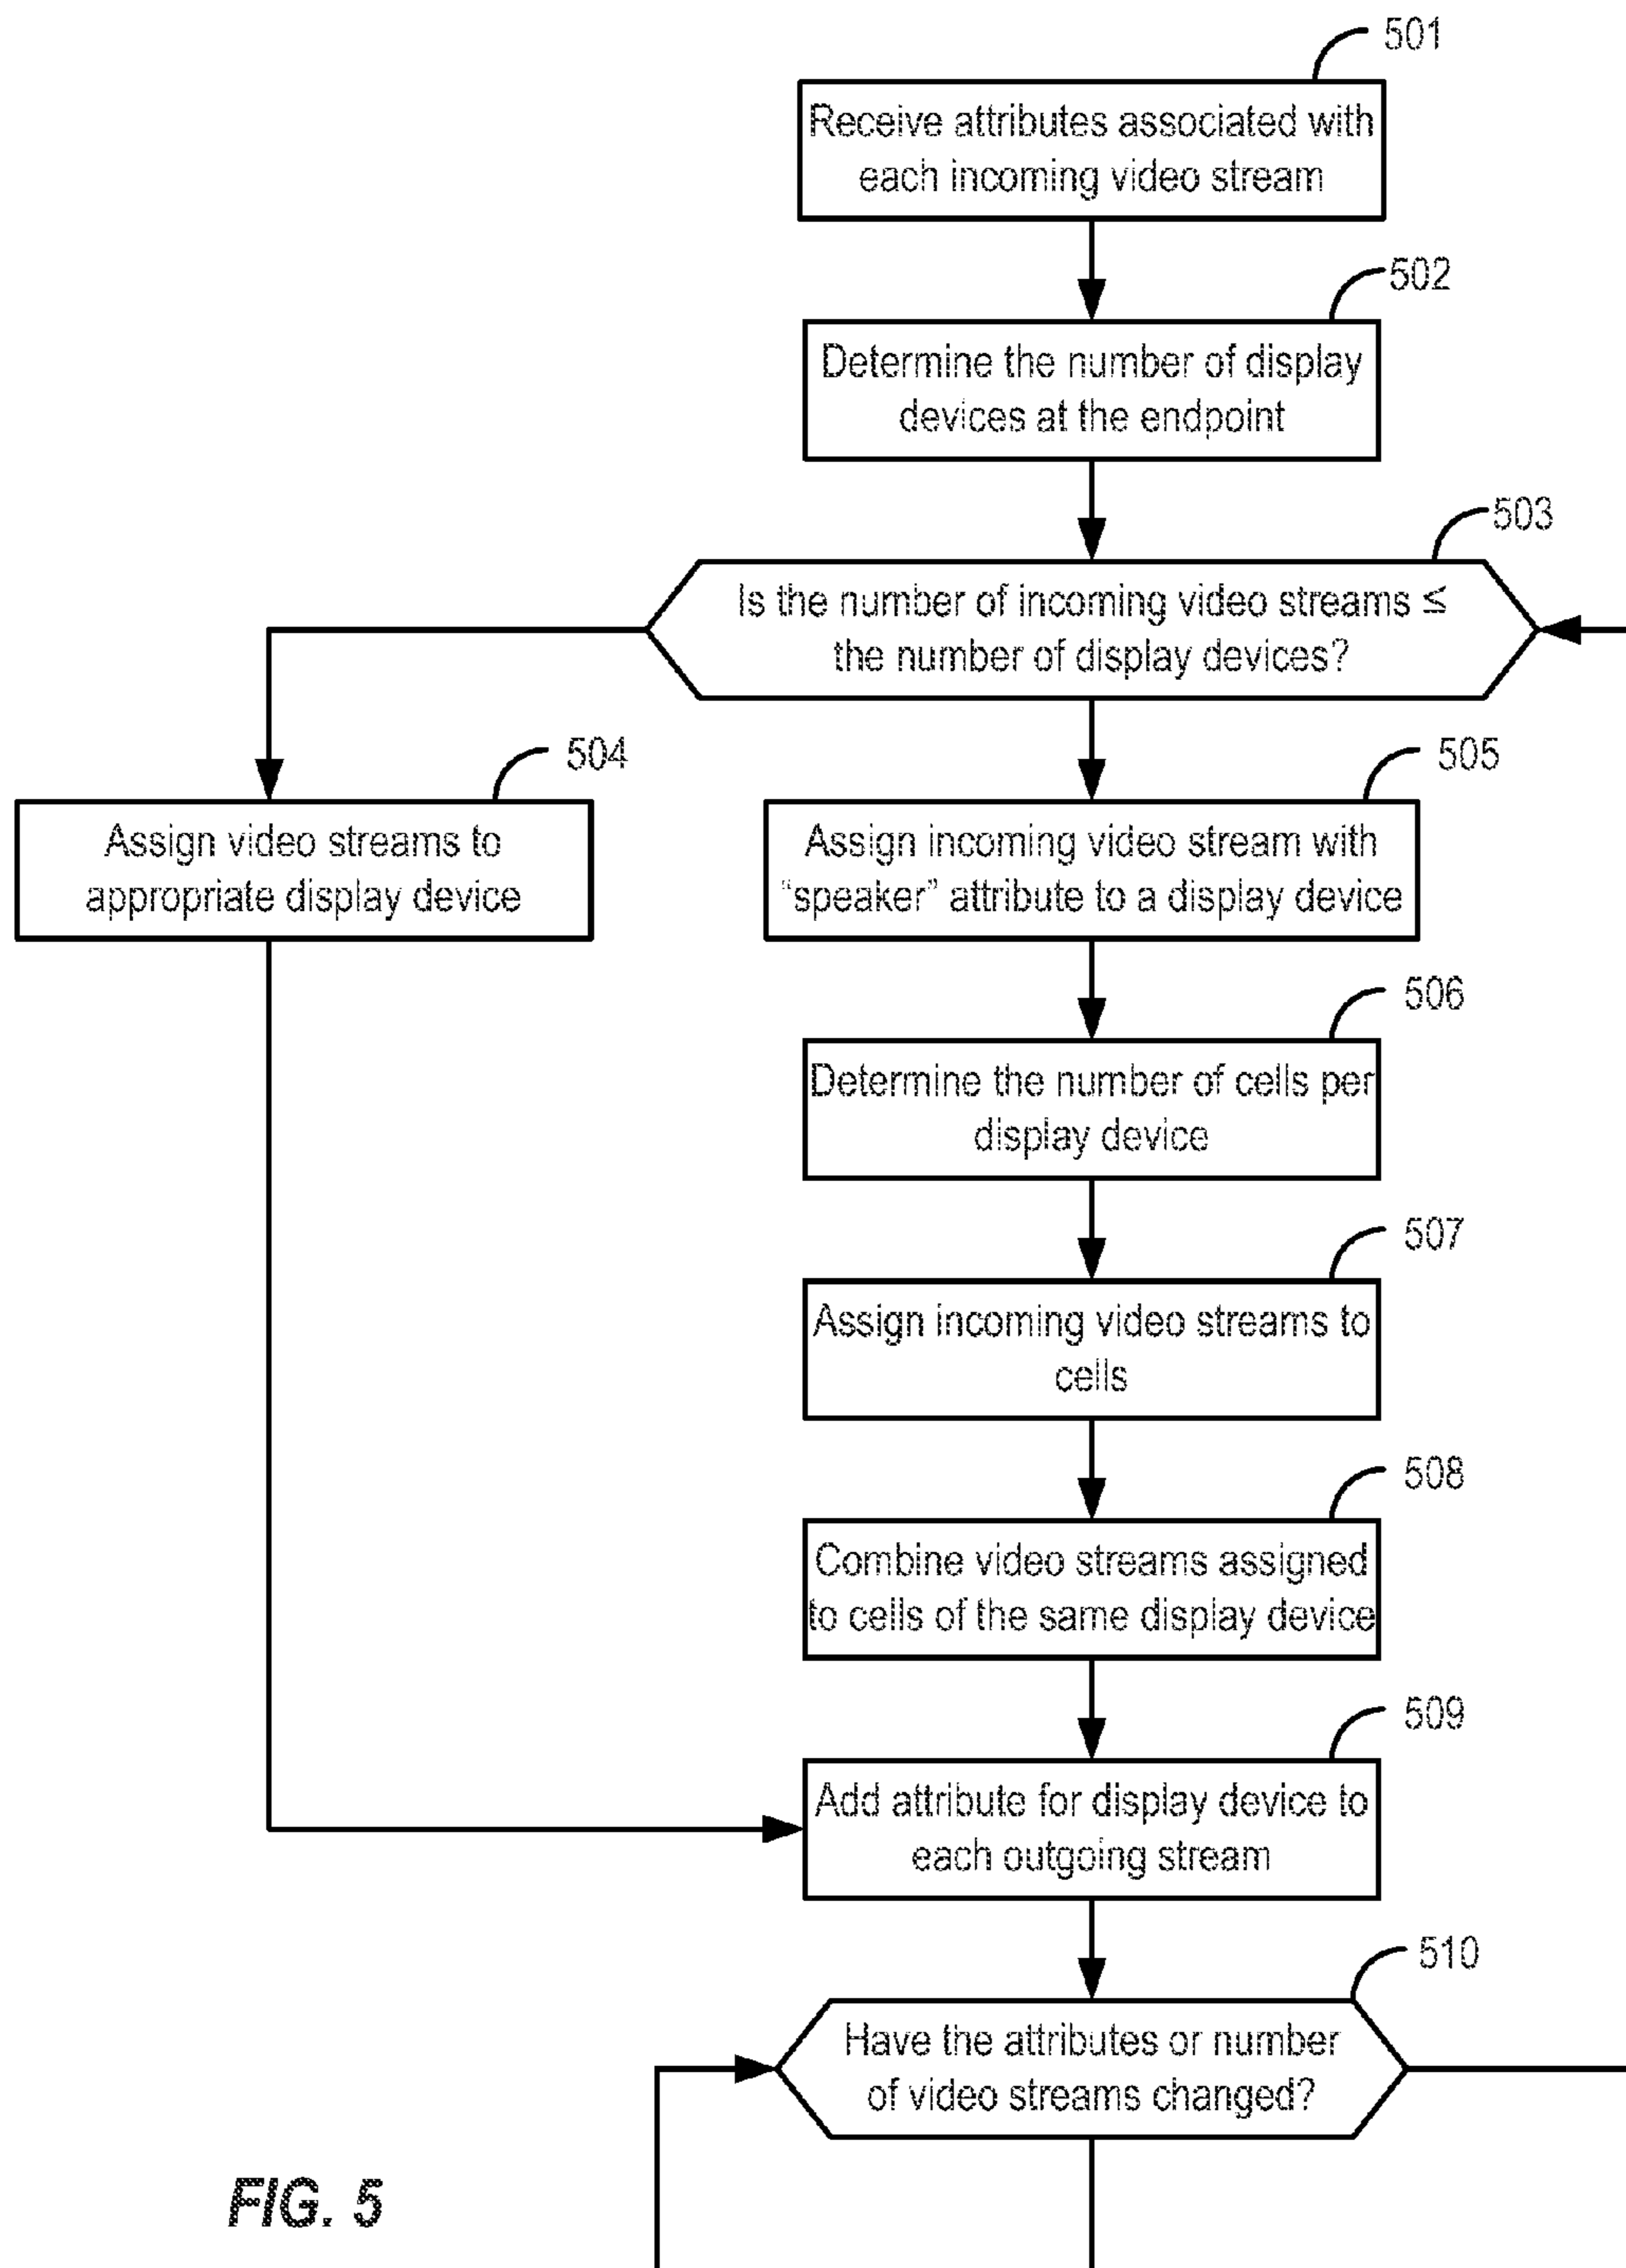 501
Receive attributes associated with
each incoming video stream
502
Determine the number of display
devices at the endpoint
503
Is the number of incoming video streams ≤
the number of display devices?
504
Assign video streams to
appropriate display device
505
Assign incoming video stream with
“speaker” attribute to a display device
506
Determine the number of cells per
display device
507
Assign incoming video streams to
cells
508
Combine video streams assigned
to cells of the same display device
509
Add attribute for display device to
each outgoing stream
510
Have the attributes or number
of video streams changed?
FIG. 5